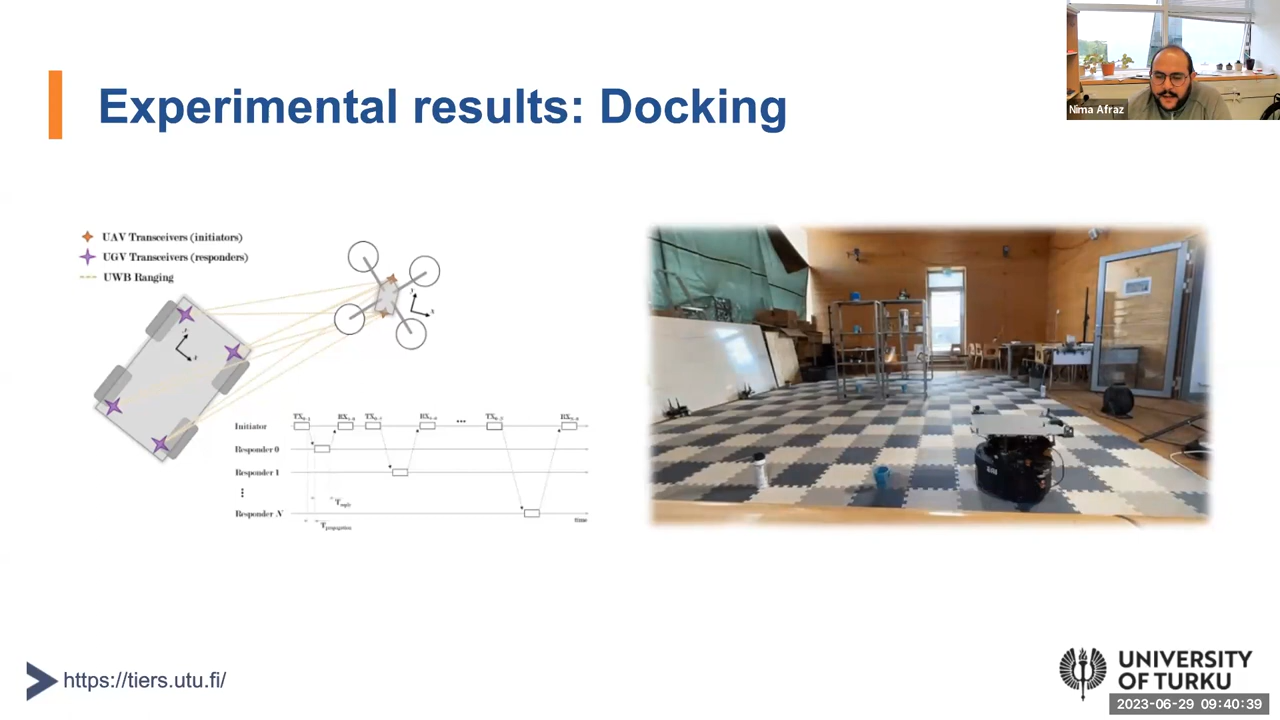 Experimental results: Docking
Nima Afraz
UAV Transceivers (initiators)
UGV Transceivers (responders)
UWB Ranging
Initiator
Responder 0
Responder 1
Responder N
time
https://tiers.utu.fi/
UNIVERSITY
OF TURKU
2023-06-29 09:40:39